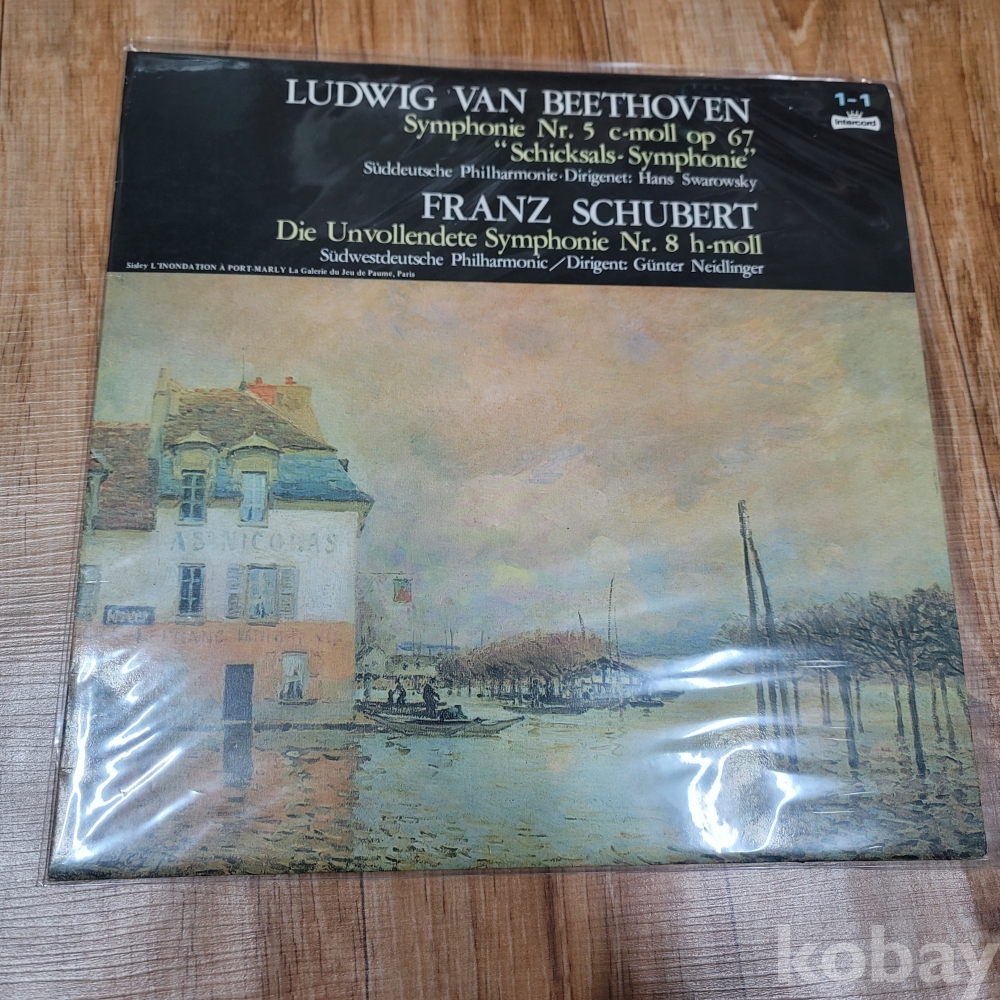 LUDWIG VAN BEETHOVEN
1-1
intercord
Symphonie Nr. 5 c-moll op 67,
"Schicksals-Symphonie"
Süddeutsche Philharmonie·Dirigenet: Hans Swarowsky
FRANZ SCHUBERT
Die Unvollendete Symphonie Nr. 8 h-moll
Südwestdeutsche Philharmonic/Dirigent: Günter Neidlinger
Sisley L'INONDATION À PORT-MARLY La Galerie du Jeu de Paume, Paris
A S NICOLAS
kobay